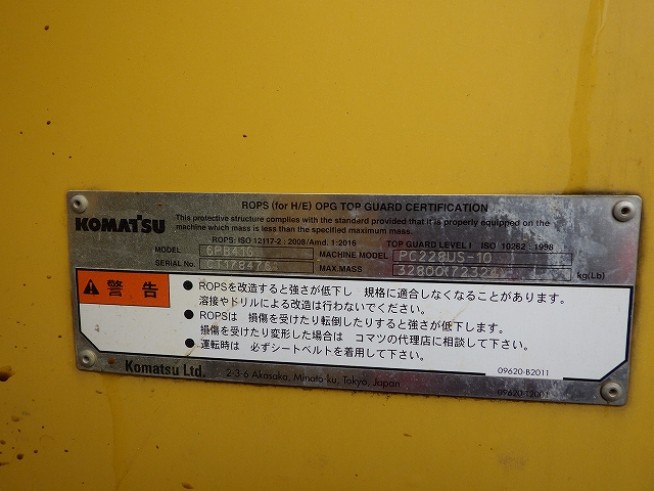 ROPS (for H/E) OPG TOP GUARD CERTIFICATION
KOMATSU
This protective structure complies with the standard provided that it is properly equipped on the
machine which mass is less than the specified maximum mass.
ROPS: ISO 12117-2 : 2008/Amd. 1:2016 TOP GUARD LEVEL I ISO 10262 : 1998
MODEL MACHINE MODEL PC228US-10
SERIAL No. MAX.MASS 32800(72324) kg(Lb)
警告
● ROPSを改造すると強さが低下し 規格に適合しなくなることがあります。
溶接やドリルによる改造は行わないでください。
● ROPSは 損傷を受けたり転倒したりすると強さが低下します。
損傷を受けたり変形した場合は コマツの代理店に相談して下さい。
● 運転時は 必ずシートベルトを着用して下さい。
09620-B2011
Komatsu Ltd. 2-3-6 Akasaka, Minato-ku, Tokyo, Japan
09620-T2001